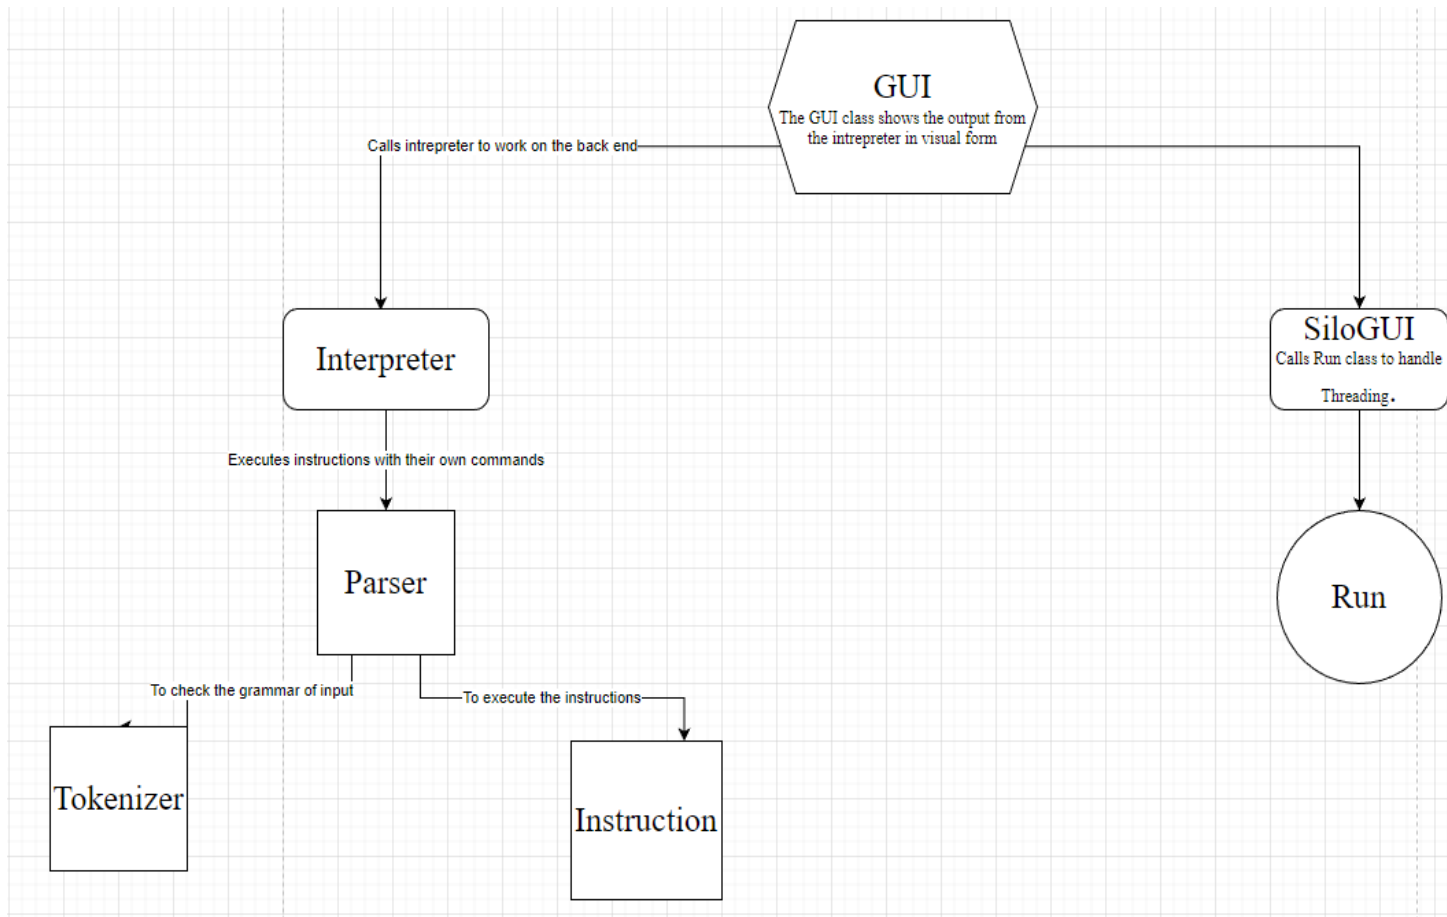 GUI
The GUI class shows the output from
the intrepreter in visual form
Calls intrepreter to work on the back end
Interpreter
SiloGUI
Calls Run class to handle
Threading.
Executes instructions with their own commands
Parser
Run
To check the grammar of input
To execute the instructions
Tokenizer
Instruction